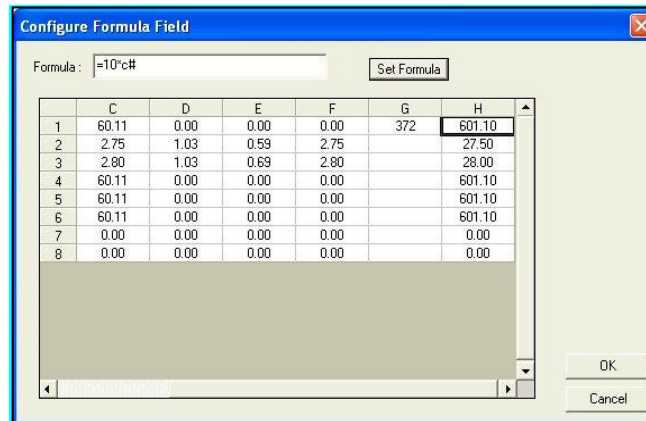 Configure Formula Field
Formula : =10*c# Set Formula
C D E F G H
1 60.11 0.00 0.00 0.00 372 601.10
2 2.75 1.03 0.59 2.75 27.50
3 2.80 1.03 0.69 2.80 28.00
4 60.11 0.00 0.00 0.00 601.10
5 60.11 0.00 0.00 0.00 601.10
6 60.11 0.00 0.00 0.00 601.10
7 0.00 0.00 0.00 0.00 0.00
8 0.00 0.00 0.00 0.00 0.00
OK
Cancel